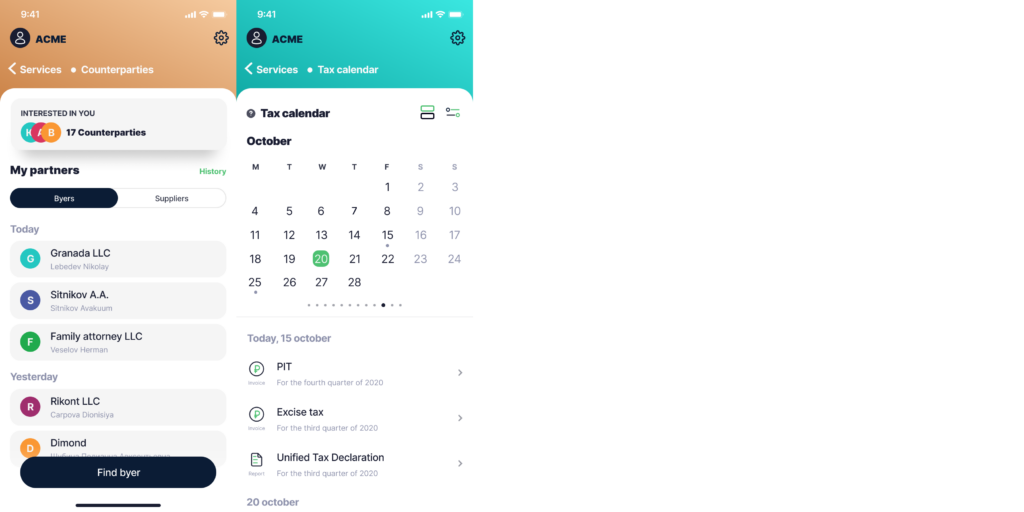 9:41
ACME
Services
Counterparties
INTERESTED IN YOU
K A B 17 Counterparties
My partners
History
Byers
Suppliers
Today
G
Granada LLC
Lebedev Nikolay
S
Sitnikov A.A.
Sitnikov Avakuum
F
Family attorney LLC
Veselov Herman
Yesterday
R
Rikont LLC
Carpova Dionisiya
D
Dimond
Find byer
9:41
ACME
Services
Tax calendar
? Tax calendar
October
M T W T F S S
1 2 3
4 5 6 7 8 9 10
11 12 13 14 15 16 17
18 19 20 21 22 23 24
25 26 27 28
Today, 15 october
PIT
Invoice
For the fourth quarter of 2020
Excise tax
Invoice
For the third quarter of 2020
Unified Tax Declaration
Report
For the third quarter of 2020
20 october